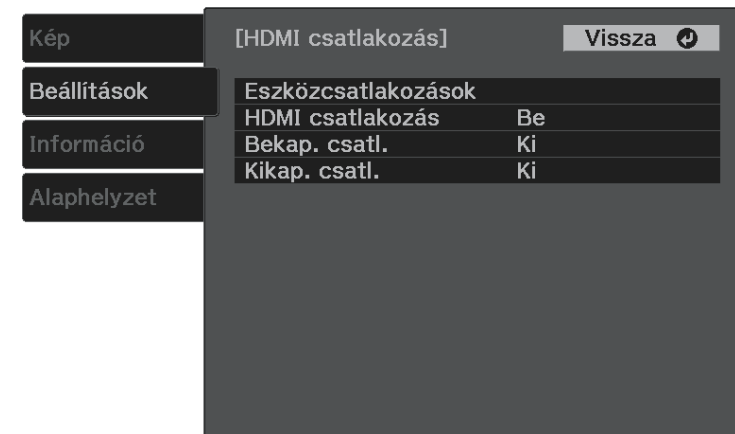 Kép
Beállítások
Információ
Alaphelyzet
[HDMI csatlakozás]
Vissza
Eszközcsatlakozások
HDMI csatlakozás Be
Bekap. csatl. Ki
Kikap. csatl. Ki